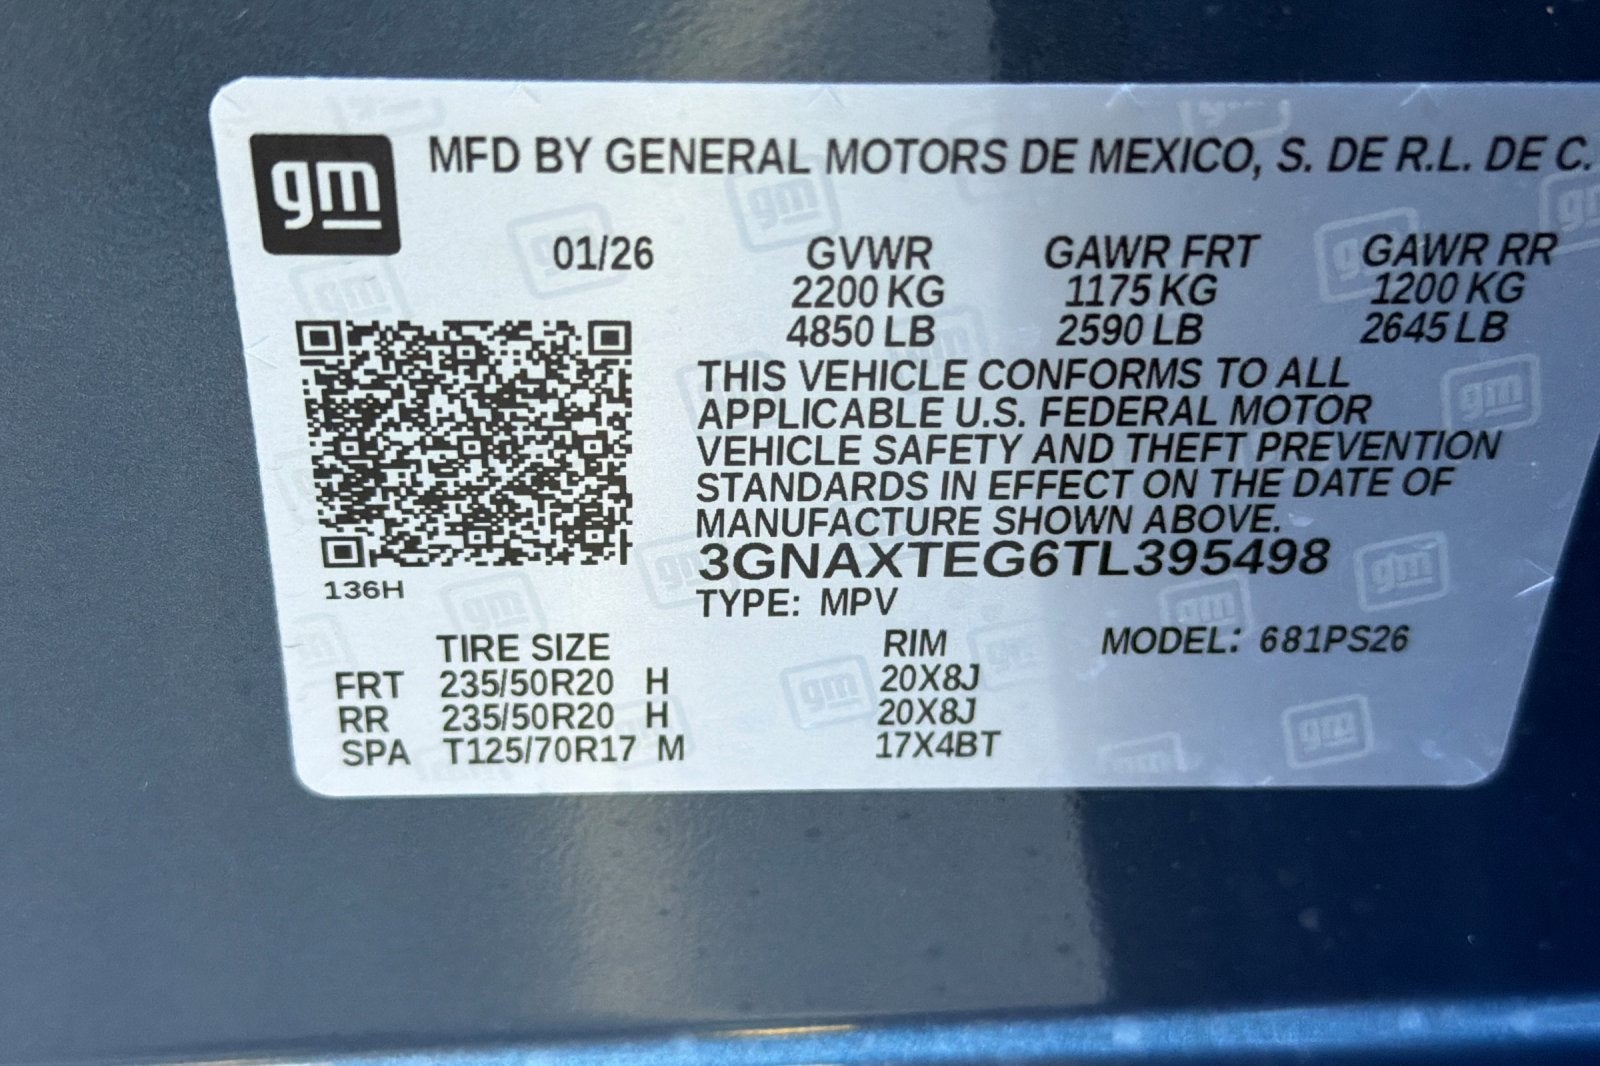 gm MFD BY GENERAL MOTORS DE MEXICO, S. DE R.L. DE C.
01/26 GVWR GAWR FRT GAWR RR
2200 KG 1175 KG 1200 KG
4850 LB 2590 LB 2645 LB
THIS VEHICLE CONFORMS TO ALL
APPLICABLE U.S. FEDERAL MOTOR
VEHICLE SAFETY AND THEFT PREVENTION
STANDARDS IN EFFECT ON THE DATE OF
MANUFACTURE SHOWN ABOVE.
3GNAXTEG6TL395498
136H
TYPE: MPV
TIRE SIZE RIM MODEL: 681PS26
FRT 235/50R20 H 20X8J
RR 235/50R20 H 20X8J
SPA T125/70R17 M 17X4BT